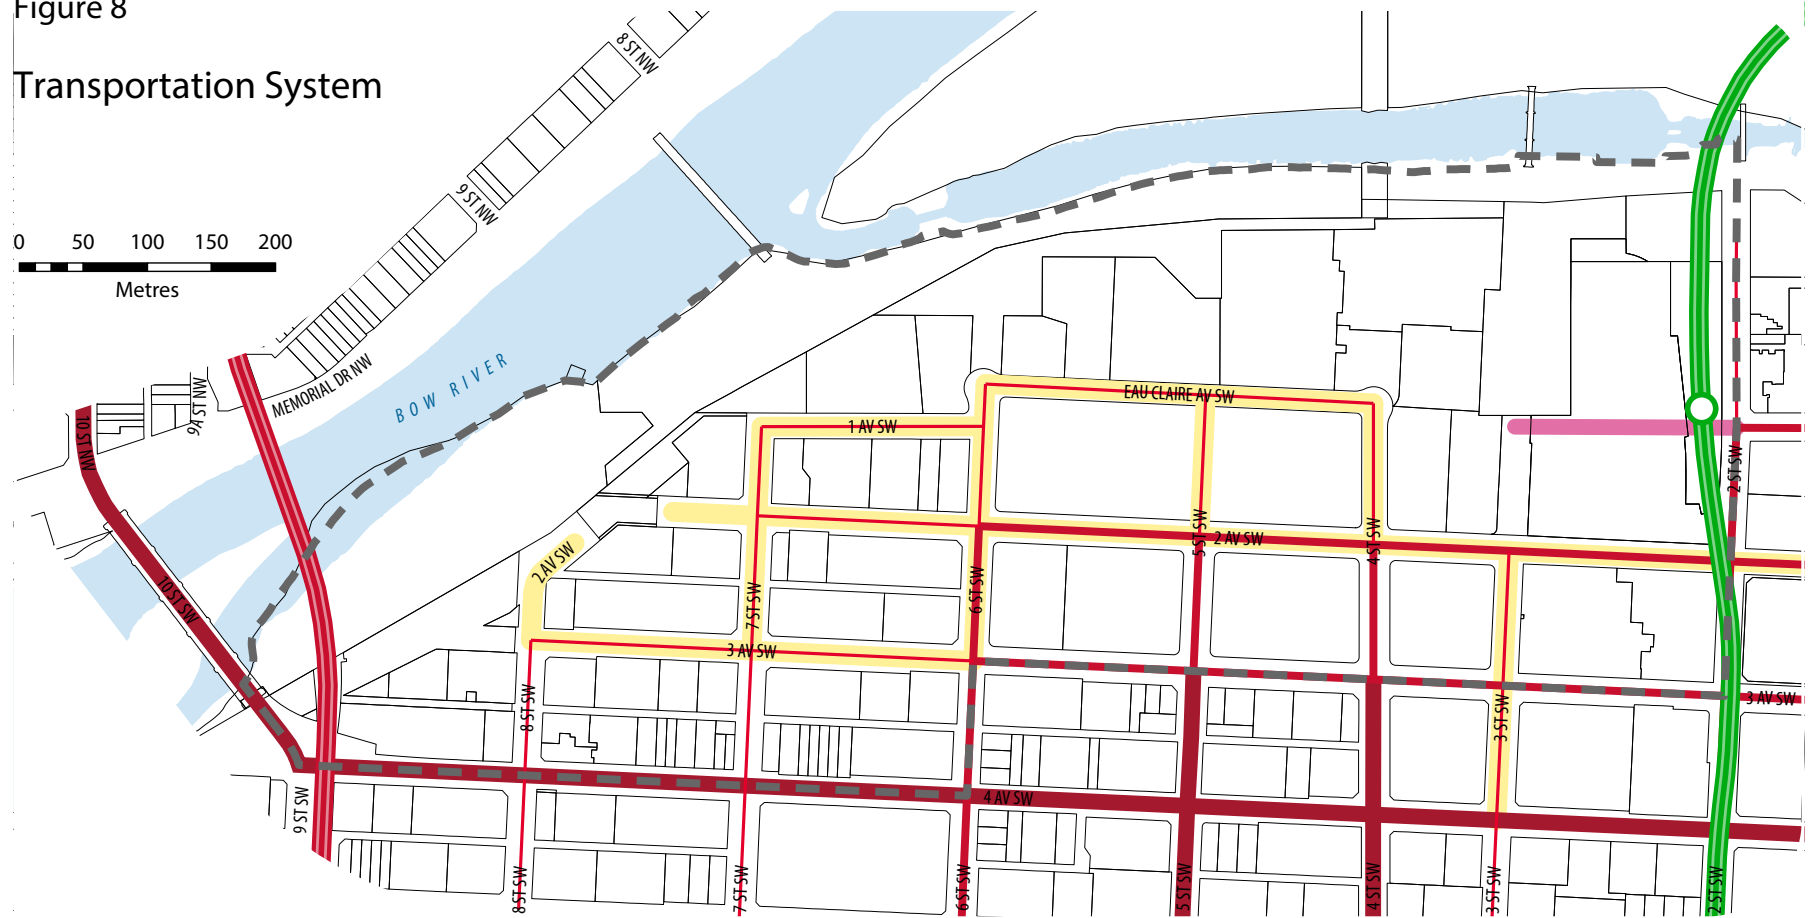 Figure 8
Transportation System
0 50 100 150 200
Metres
8 ST NW
9 ST NW
MEMORIAL DR NW
9A ST NW
10 ST NW
BOW RIVER
EAU CLAIRE AV SW
1 AV SW
2 ST SW
5 ST SW
2 AV SW
4 ST SW
2 AV SW
10 ST SW
7 ST SW
6 ST SW
3 AV SW
8 ST SW
3 ST SW
3 AV SW
9 ST SW
4 AV SW
8 ST SW
7 ST SW
6 ST SW
5 ST SW
4 ST SW
3 ST SW
2 ST SW